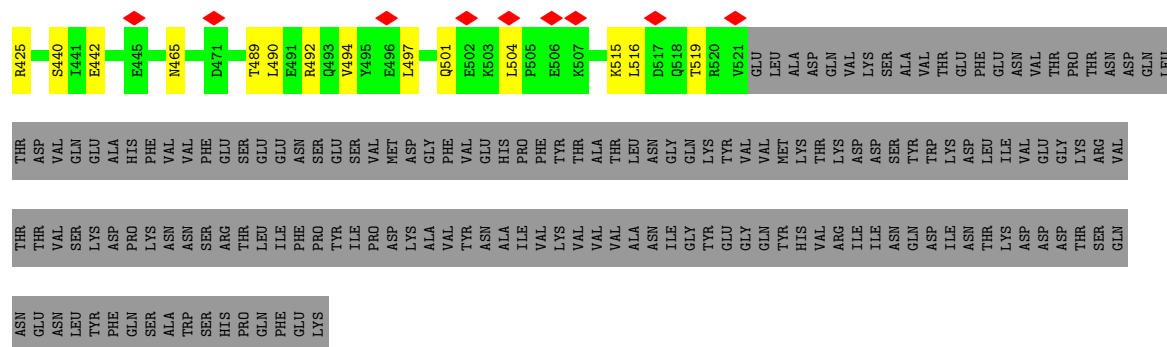 R425 S440 I441 E442 E445 N465 D471 T489 L490 E491 R492 Q493 V494 Y495 E496 L497 Q501 E502 K503 L504 P505 E506 K507 K515 L516 D517 Q518 T519 R520 V521 GLU LEU ALA ASP GLN VAL LYS SER ALA VAL THR GLU PHE GLU ASN VAL THR PRO THR ASN ASP GLN LEU
THR ASP VAL GLN GLU ALA HIS PHE VAL VAL PHE GLU SER GLU GLU ASN SER GLU SER VAL MET ASP GLY PHE VAL GLU HIS PRO PHE TYR THR ALA THR LEU ASN GLY GLN LYS TYR VAL VAL MET LYS THR LYS ASP ASP SER TYR TRP LYS ASP LEU ILE VAL GLU GLY LYS ARG VAL
THR THR VAL SER LYS ASP PRO LYS ASN ASN SER ARG THR LEU ILE PHE PRO TYR ILE PRO ASP LYS ALA VAL TYR ASN ALA ILE VAL LYS VAL VAL VAL ALA ASN ILE GLY TYR GLU GLY GLN TYR HIS VAL ARG ILE ILE ASN GLN ASP ILE ASN THR LYS ASP ASP ASP THR SER GLN
ASN GLU ASN LEU TYR PHE GLN SER ALA TRP SER HIS PRO GLN PHE GLU LYS